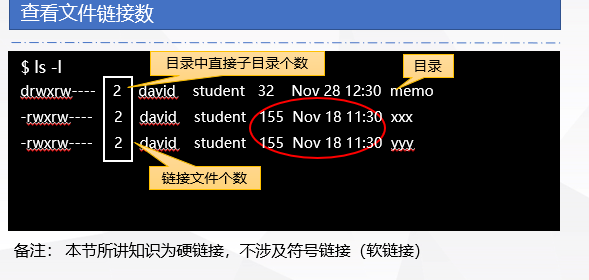 查看文件链接数
目录中直接子目录个数
目录
$ ls -l
drwxrw---- 2 david student 32 Nov 28 12:30 memo
-rwxrw---- 2 david student 155 Nov 18 11:30 xxx
-rwxrw---- 2 david student 155 Nov 18 11:30 yyy
链接文件个数
备注： 本节所讲知识为硬链接，不涉及符号链接（软链接）